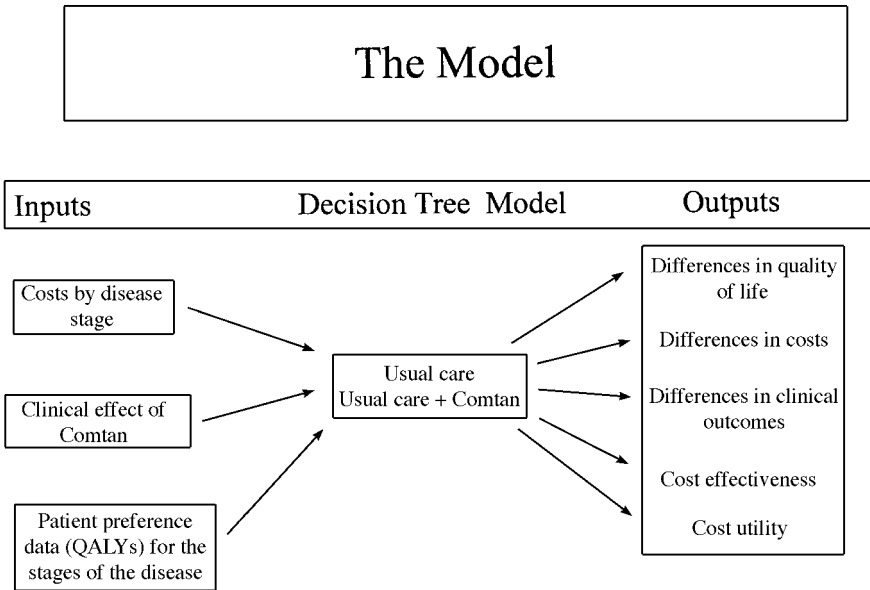 The Model
Inputs
Decision Tree Model
Outputs
Costs by disease
stage
Clinical effect of
Comtan
Patient preference
data (QALYs) for the
stages of the disease
Usual care
Usual care + Comtan
Differences in quality
of life
Differences in costs
Differences in clinical
outcomes
Cost effectiveness
Cost utility